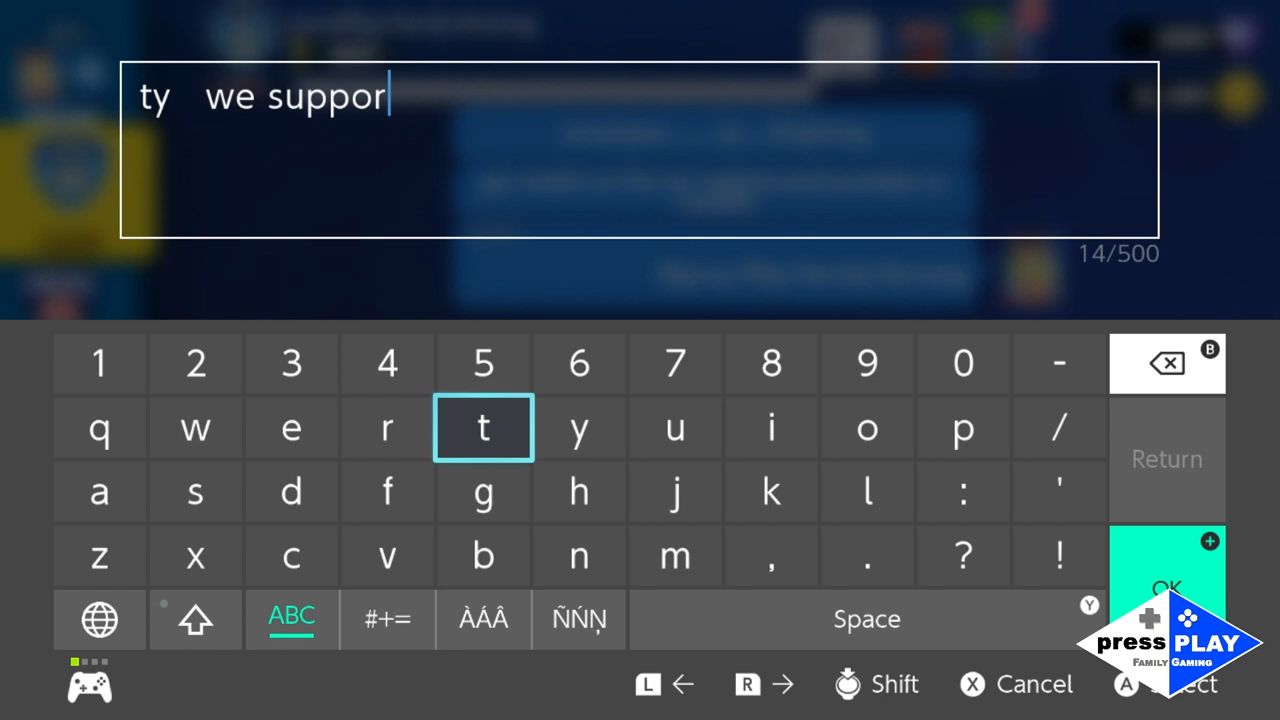 ty   we suppor
14/500
1 2 3 4 5 6 7 8 9 0 - B
q w e r t y u i o p /
Return
a s d f g h j k l : '
z x c v b n m , . ? ! +
OK
ABC #+= ÀÁÂ ÑŃŅ Space Y
press PLAY
FAMILY GAMING
L ← R → Shift X Cancel A Select